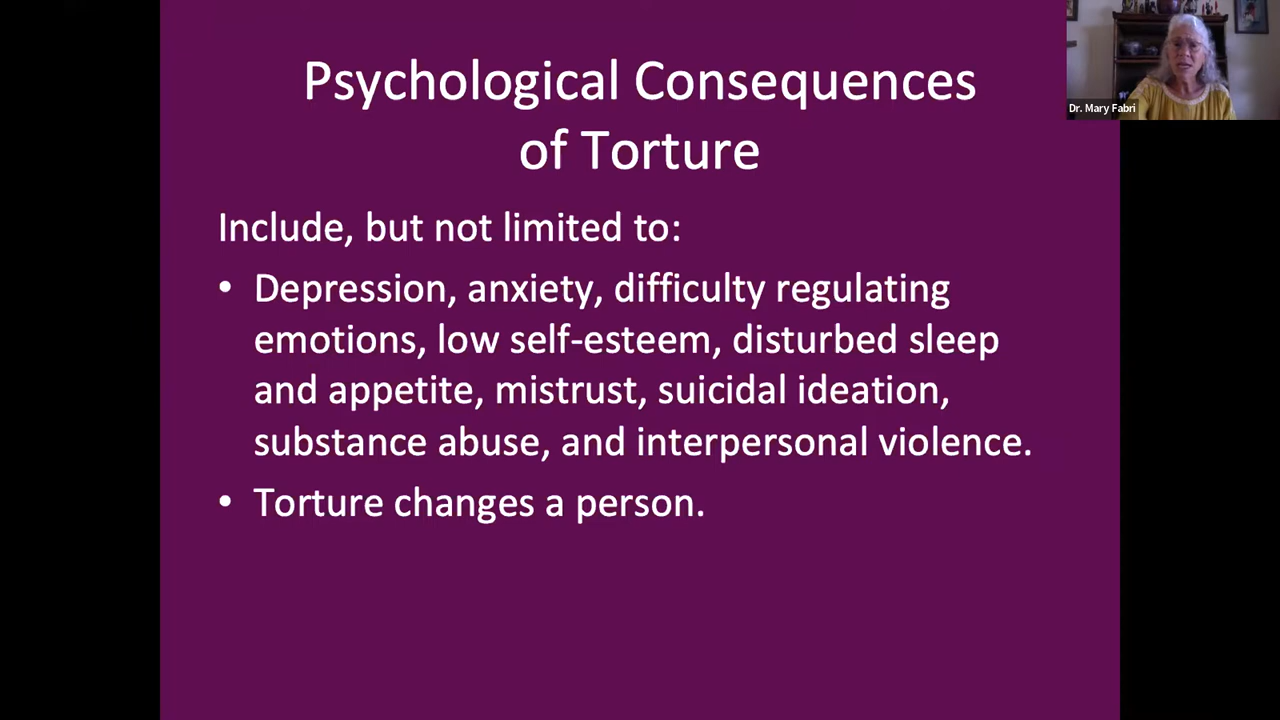 Psychological Consequences
of Torture
Dr. Mary Fabri
Include, but not limited to:
• Depression, anxiety, difficulty regulating
emotions, low self-esteem, disturbed sleep
and appetite, mistrust, suicidal ideation,
substance abuse, and interpersonal violence.
• Torture changes a person.